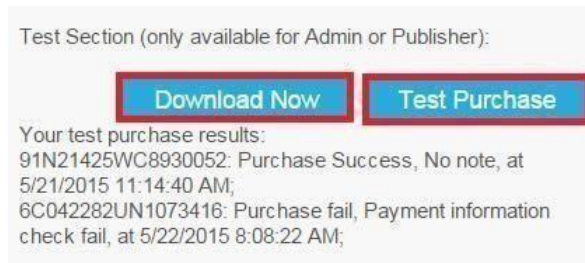 Test Section (only available for Admin or Publisher):
Download Now Test Purchase
Your test purchase results:
91N21425WC8930052: Purchase Success, No note, at
5/21/2015 11:14:40 AM;
6C042282UN1073416: Purchase fail, Payment information
check fail, at 5/22/2015 8:08:22 AM;